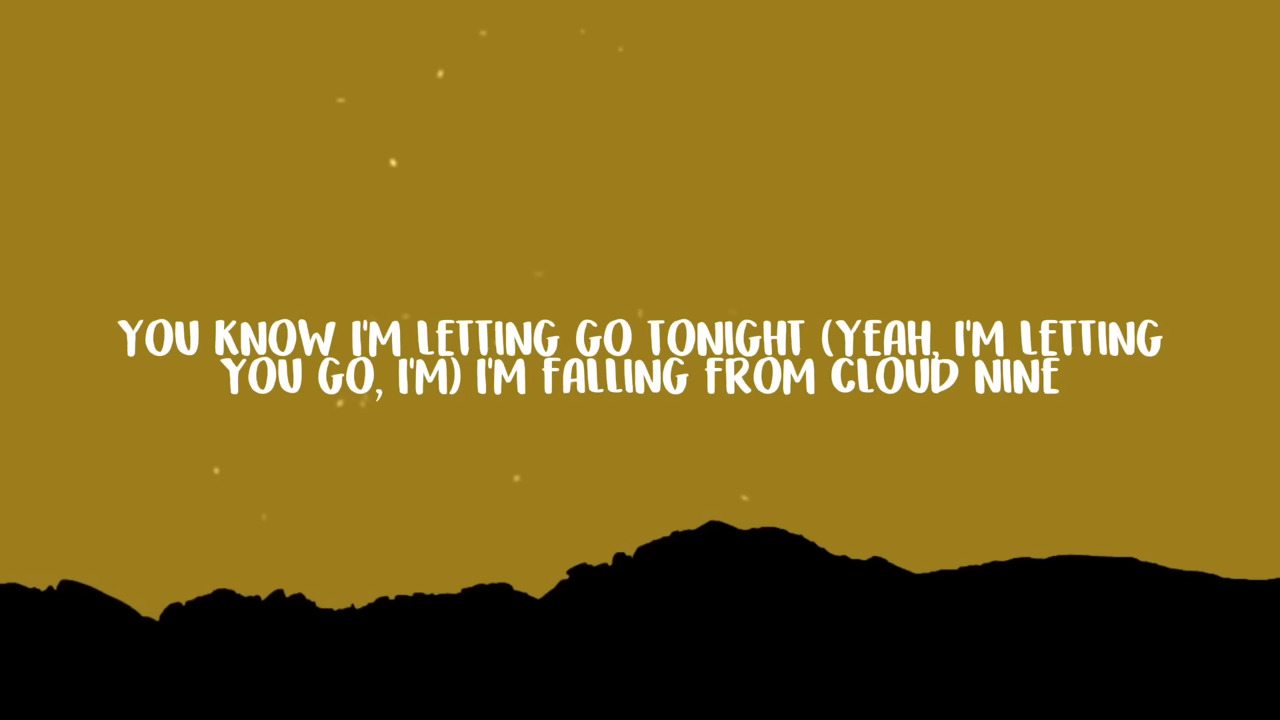 YOU KNOW I'M LETTING GO TONIGHT (YEAH, I'M LETTING
YOU GO, I'M) I'M FALLING FROM CLOUD NINE